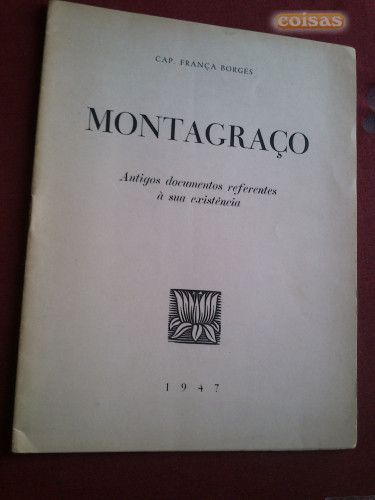 coisas
CAP. FRANÇA BORGES
MONTAGRAÇO
Antigos documentos referentes
à sua existência
1947